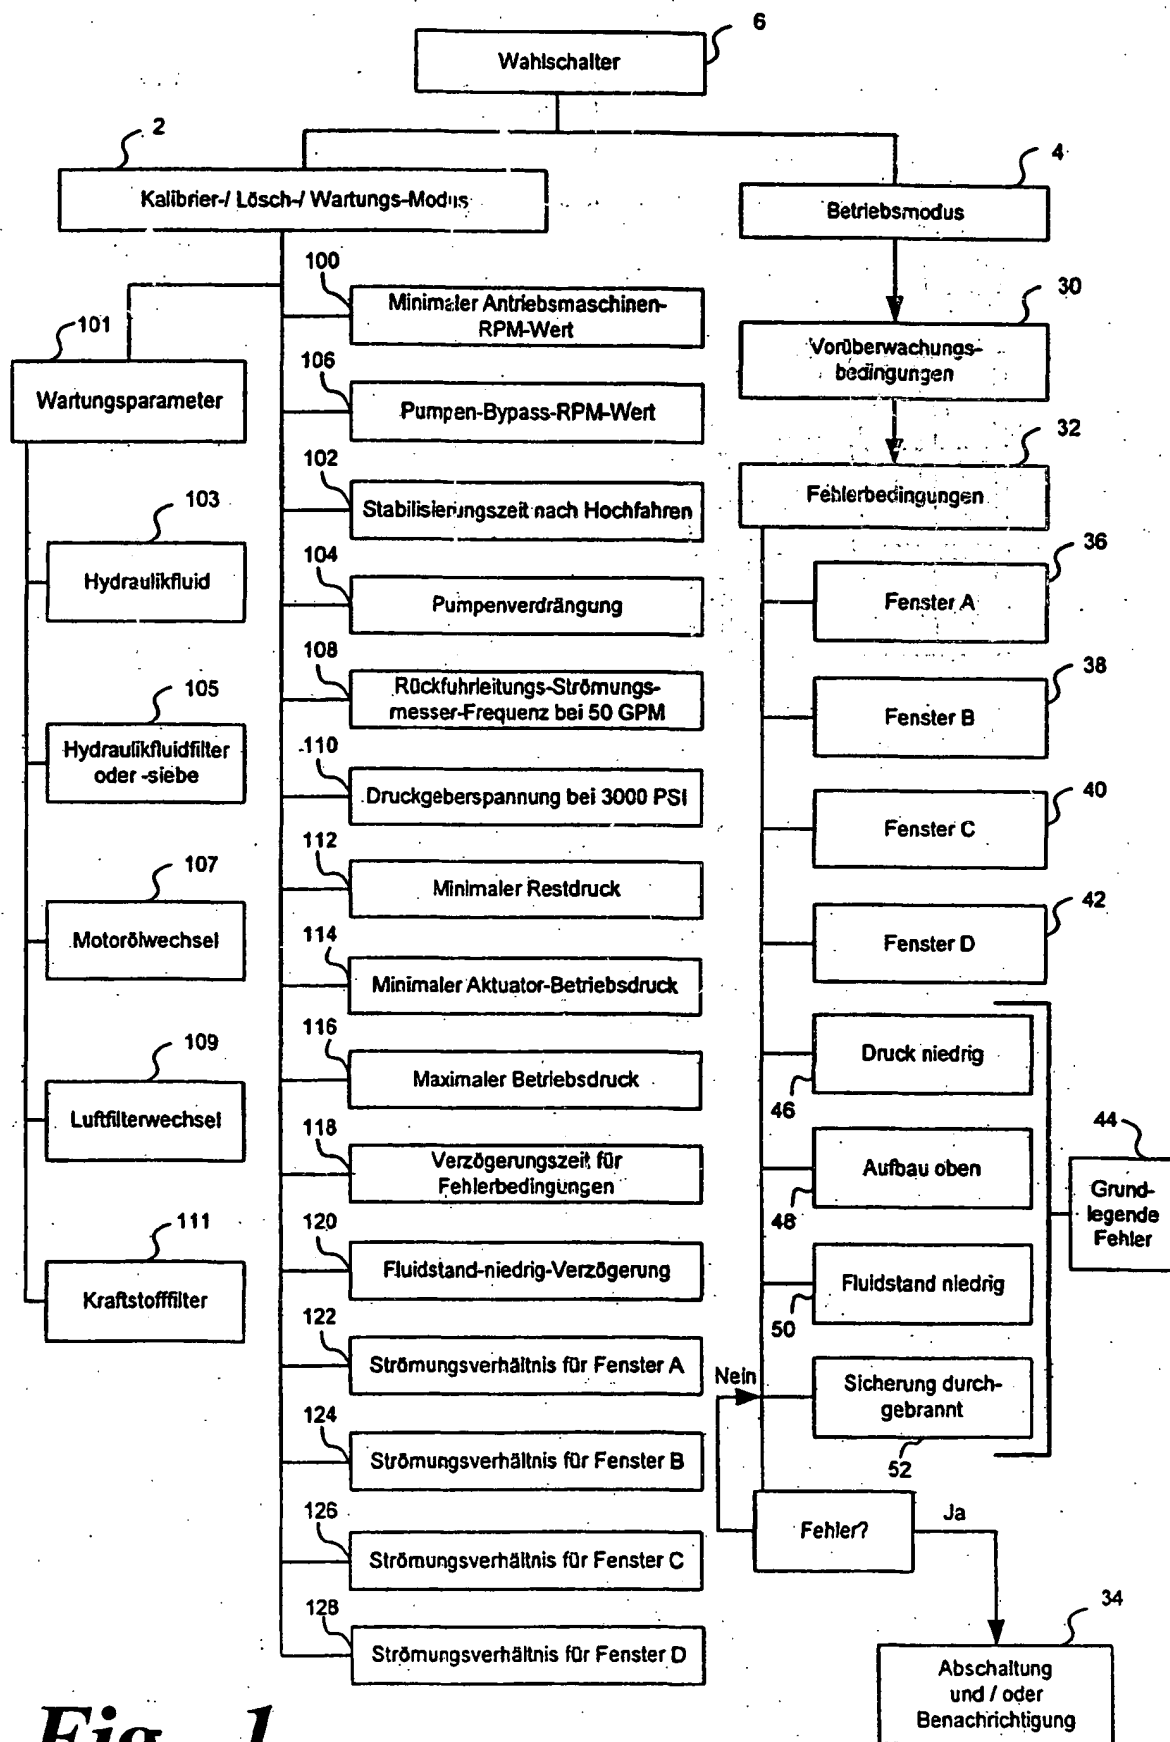 6
Wahlschalter
2
Kalibrier-/ Lösch-/ Wartungs-Modus
4
Betriebsmodus
101
Wartungsparameter
103
Hydraulikfluid
105
Hydraulikfluidfilter
oder -siebe
107
Motorölwechsel
109
Luftfilterwechsel
111
Kraftstofffilter
100
Minimaler Antriebsmaschinen-
RPM-Wert
106
Pumpen-Bypass-RPM-Wert
102
Stabilisierungszeit nach Hochfahren
104
Pumpenverdrängung
108
Rückfuhrleitungs-Strömungs-
messer-Frequenz bei 50 GPM
110
Druckgeberspannung bei 3000 PSI
112
Minimaler Restdruck
114
Minimaler Aktuator-Betriebsdruck
116
Maximaler Betriebsdruck
118
Verzögerungszeit für
Fehlerbedingungen
120
Fluidstand-niedrig-Verzögerung
122
Strömungsverhältnis für Fenster A
124
Strömungsverhältnis für Fenster B
126
Strömungsverhältnis für Fenster C
128
Strömungsverhältnis für Fenster D
30
Vorüberwachungs-
bedingungen
32
Fehlerbedingungen
36
Fenster A
38
Fenster B
40
Fenster C
42
Fenster D
Druck niedrig
46
Aufbau oben
48
Fluidstand niedrig
50
Sicherung durch-
gebrannt
52
44
Grund-
legende
Fehler
Nein
Fehler?
Ja
34
Abschaltung
und / oder
Benachrichtigung
Fig. 1